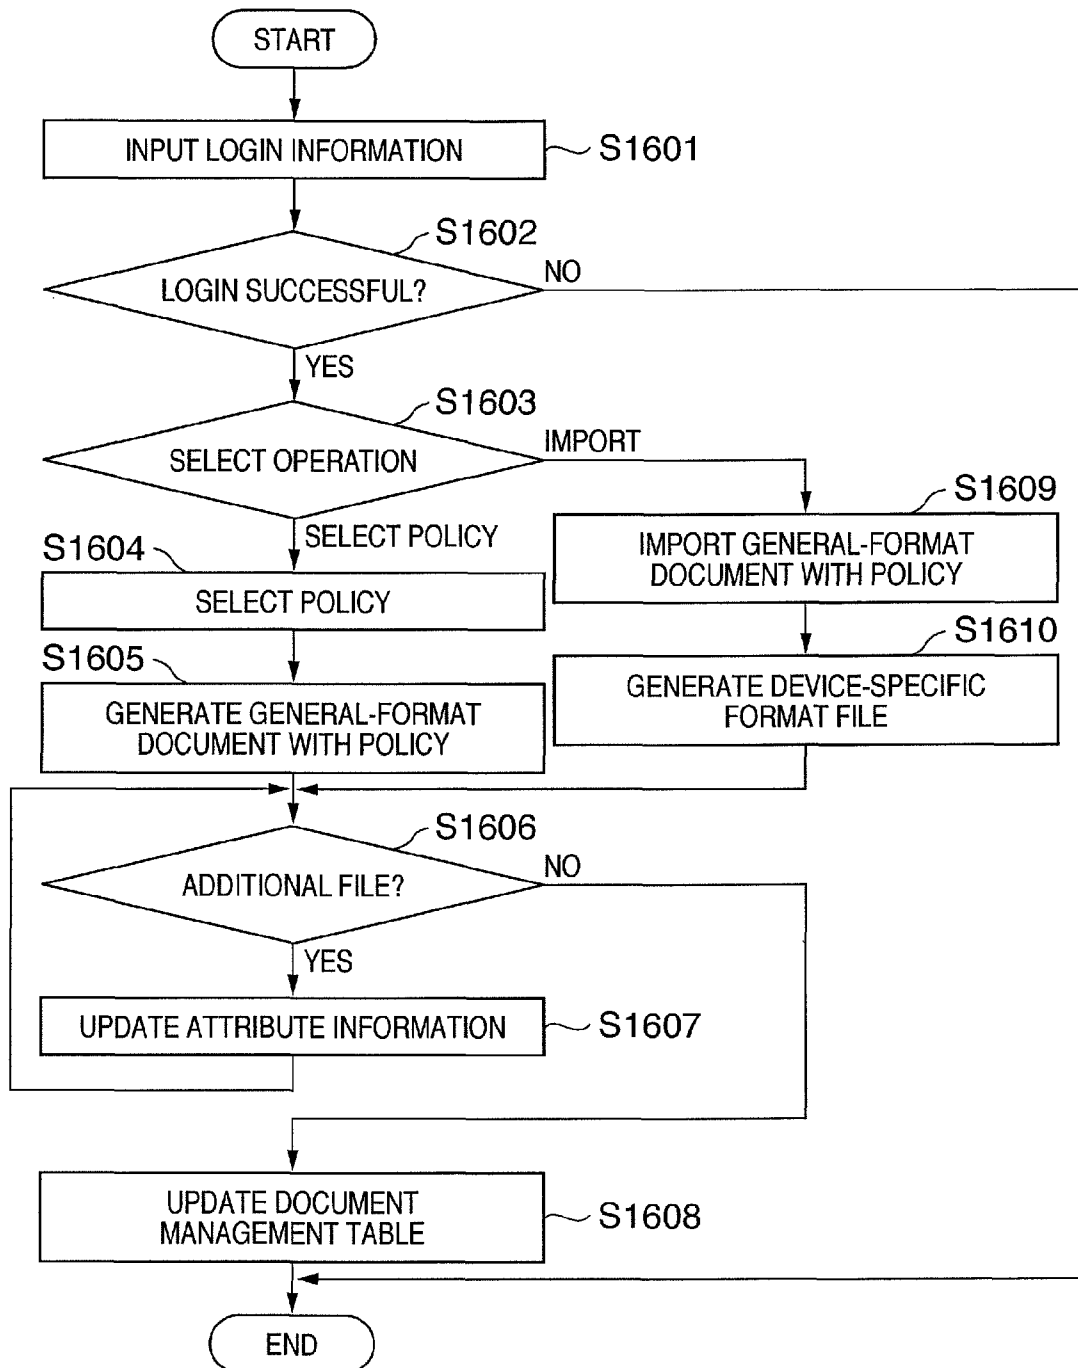 START
INPUT LOGIN INFORMATION
S1601
S1602
LOGIN SUCCESSFUL?
NO
YES
S1603
SELECT OPERATION
IMPORT
SELECT POLICY
S1604
SELECT POLICY
S1605
GENERATE GENERAL-FORMAT
DOCUMENT WITH POLICY
S1609
IMPORT GENERAL-FORMAT
DOCUMENT WITH POLICY
S1610
GENERATE DEVICE-SPECIFIC
FORMAT FILE
S1606
ADDITIONAL FILE?
NO
YES
UPDATE ATTRIBUTE INFORMATION
S1607
UPDATE DOCUMENT
MANAGEMENT TABLE
S1608
END